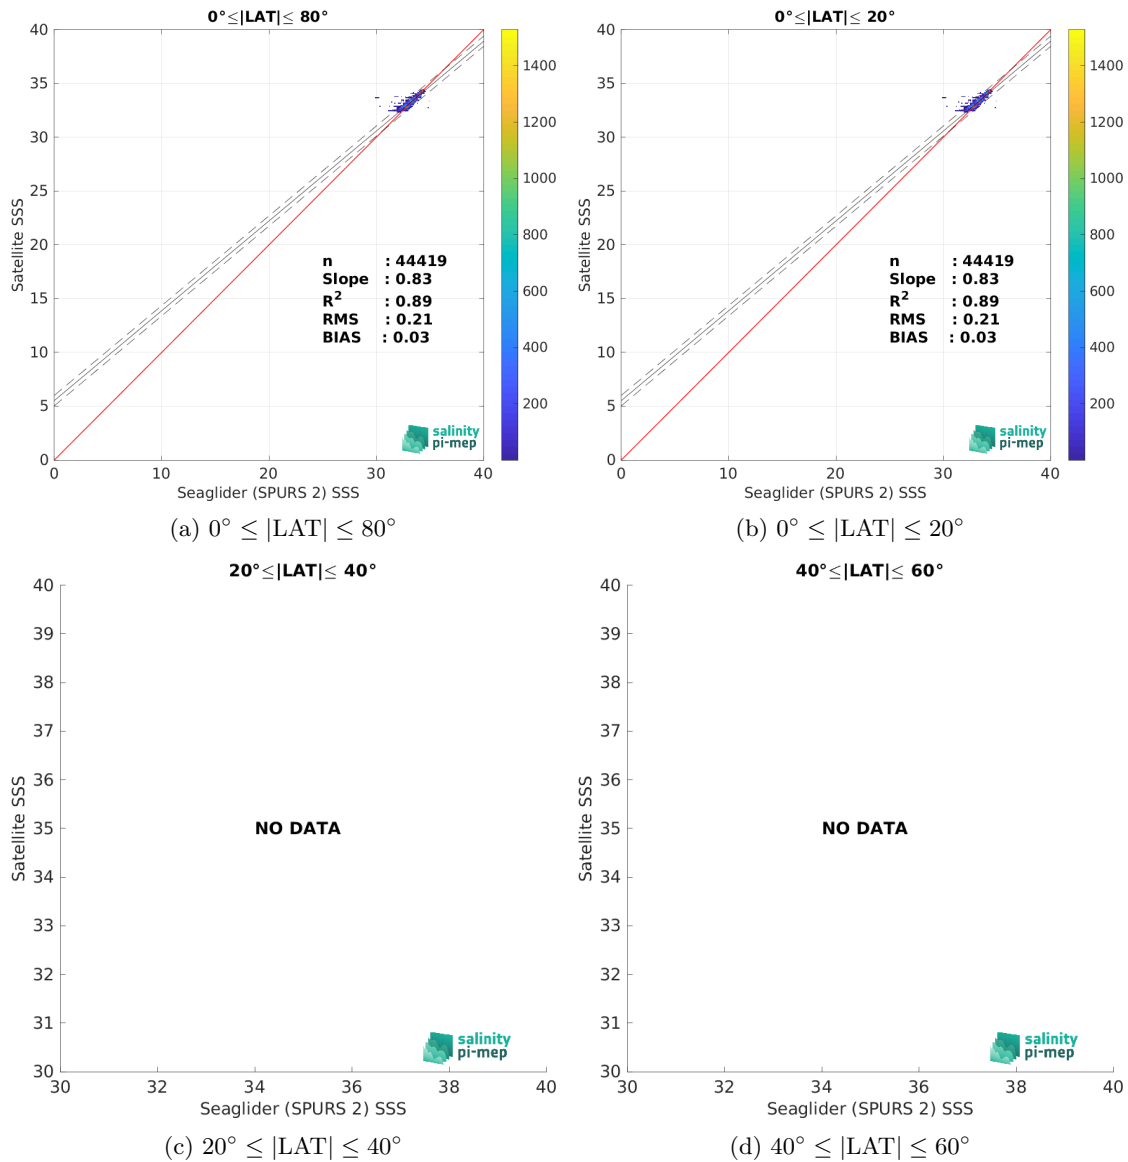 0°≤|LAT|≤ 80°
40
35
30
25
20
15
10
5
0
0
10
20
30
40
Satellite SSS
Seaglider (SPURS 2) SSS
n : 44419
Slope : 0.83
R² : 0.89
RMS : 0.21
BIAS : 0.03
salinity
pi-mep
1400
1200
1000
800
600
400
200
(a) 0° ≤ |LAT| ≤ 80°
0°≤|LAT|≤ 20°
40
35
30
25
20
15
10
5
0
0
10
20
30
40
Satellite SSS
Seaglider (SPURS 2) SSS
n : 44419
Slope : 0.83
R² : 0.89
RMS : 0.21
BIAS : 0.03
salinity
pi-mep
1400
1200
1000
800
600
400
200
(b) 0° ≤ |LAT| ≤ 20°
20°≤|LAT|≤ 40°
40
39
38
37
36
35
34
33
32
31
30
30
32
34
36
38
40
Satellite SSS
NO DATA
salinity
pi-mep
Seaglider (SPURS 2) SSS
(c) 20° ≤ |LAT| ≤ 40°
40°≤|LAT|≤ 60°
40
39
38
37
36
35
34
33
32
31
30
30
32
34
36
38
40
Satellite SSS
NO DATA
salinity
pi-mep
Seaglider (SPURS 2) SSS
(d) 40° ≤ |LAT| ≤ 60°